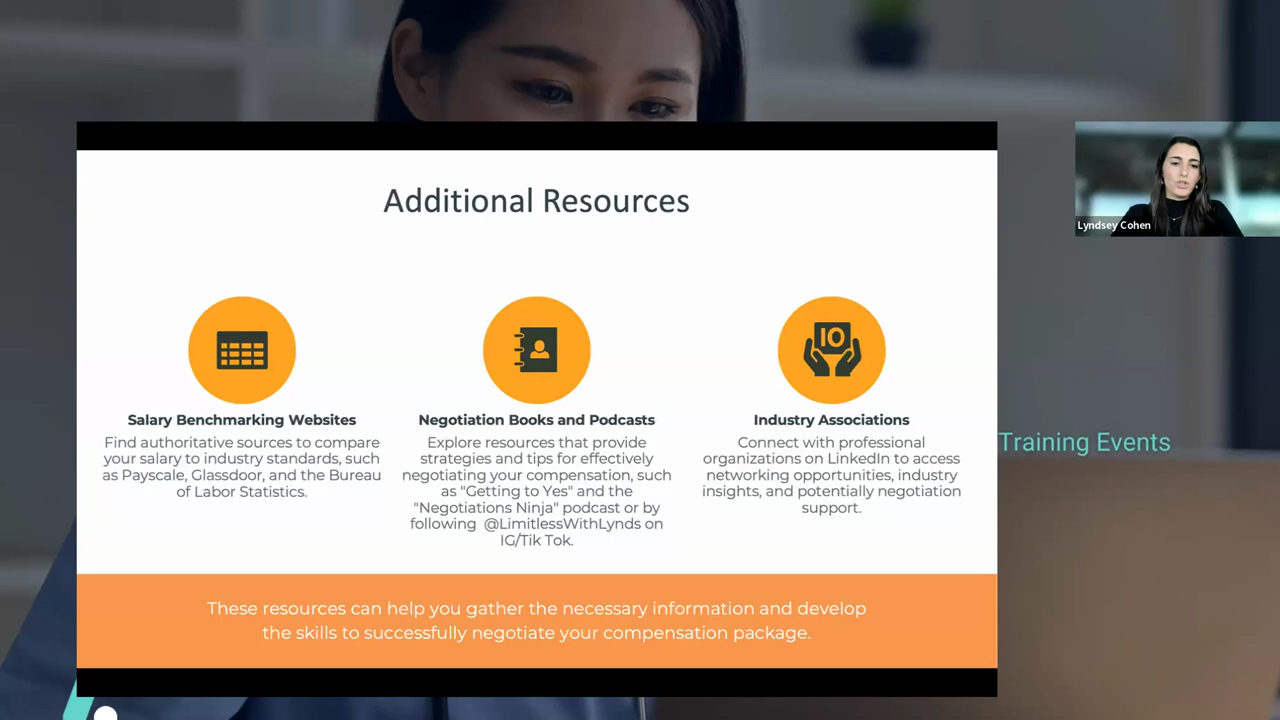 Additional Resources
Lyndsey Cohen
IO
Salary Benchmarking Websites
Find authoritative sources to compare
your salary to industry standards, such
as Payscale, Glassdoor, and the Bureau
of Labor Statistics.
Negotiation Books and Podcasts
Explore resources that provide
strategies and tips for effectively
negotiating your compensation, such
as "Getting to Yes" and the
"Negotiations Ninja" podcast or by
following @LimitlessWithLynds on
IG/Tik Tok.
Industry Associations
Connect with professional
organizations on LinkedIn to access
networking opportunities, industry
insights, and potentially negotiation
support.
Training Events
These resources can help you gather the necessary information and develop
the skills to successfully negotiate your compensation package.